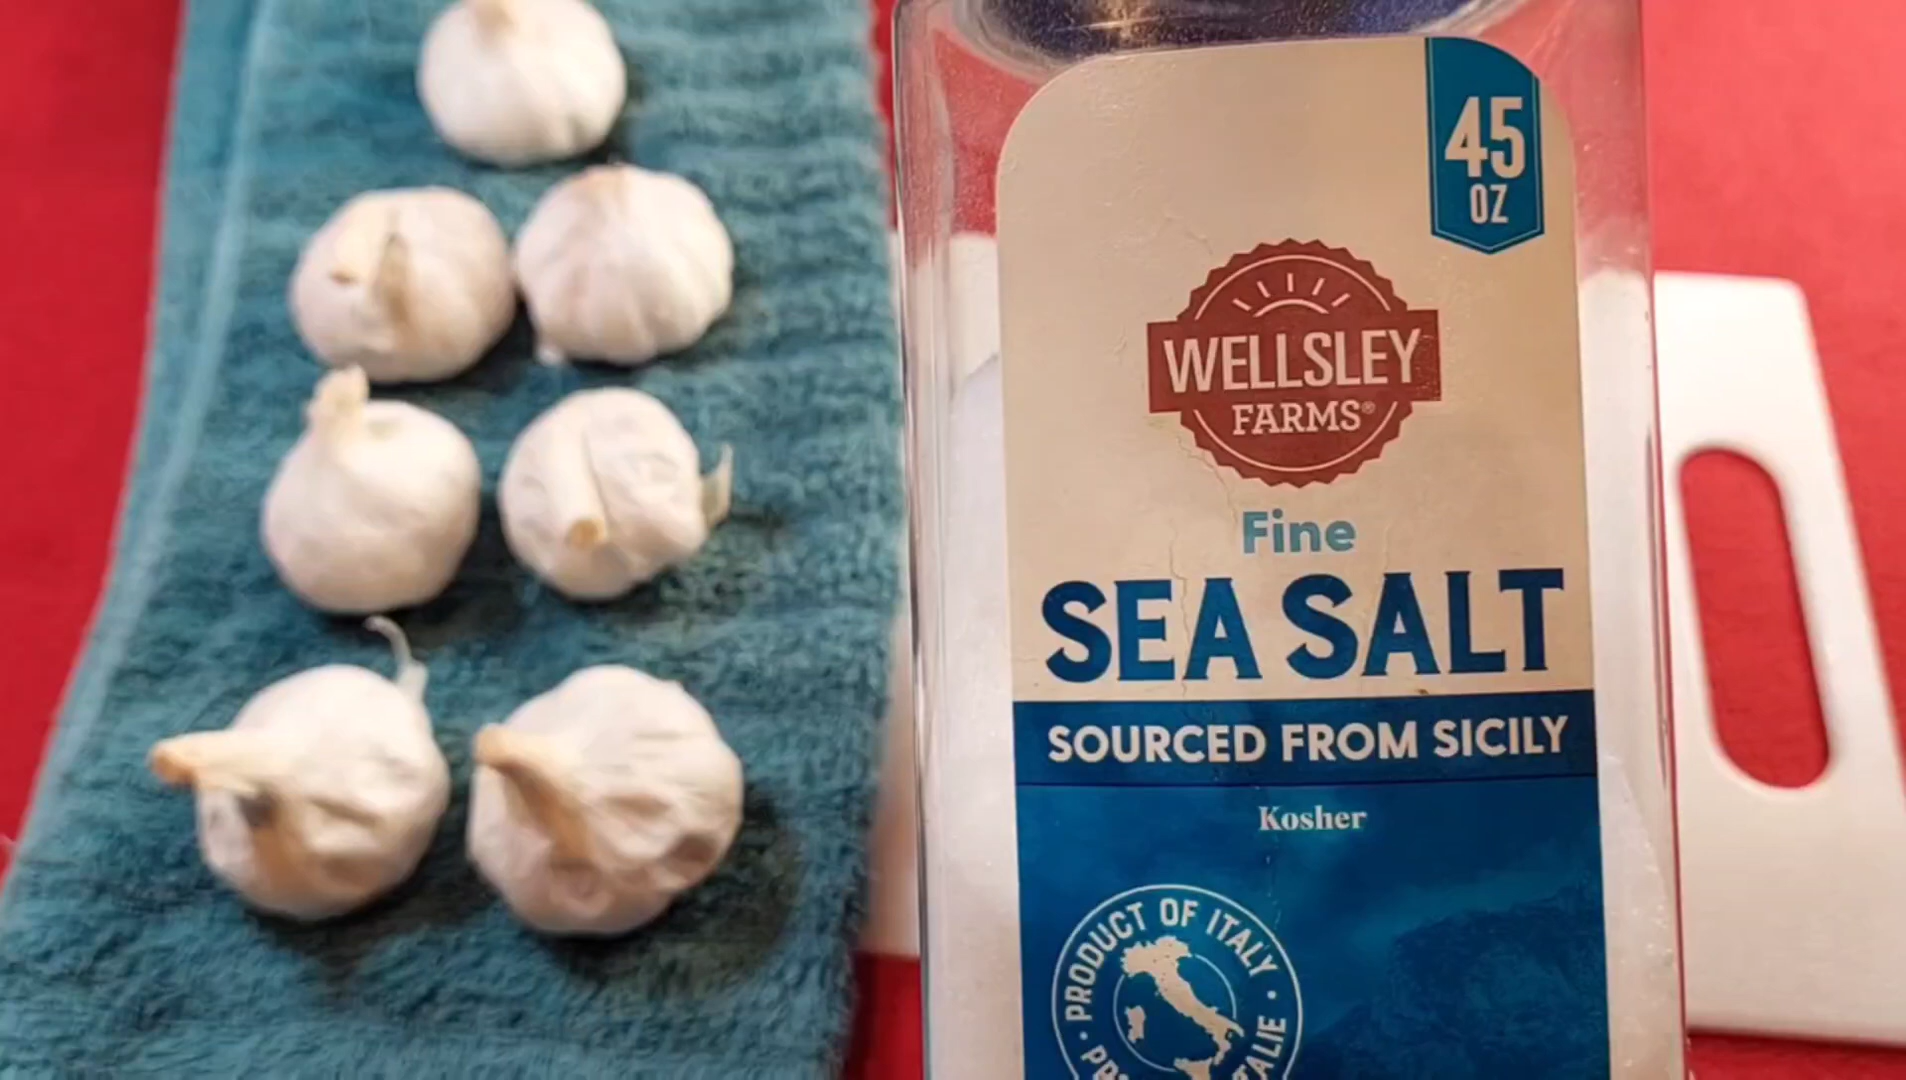 45
OZ
WELLSLEY
FARMS®
Fine
SEA SALT
SOURCED FROM SICILY
Kosher
PRODUCT OF ITALY